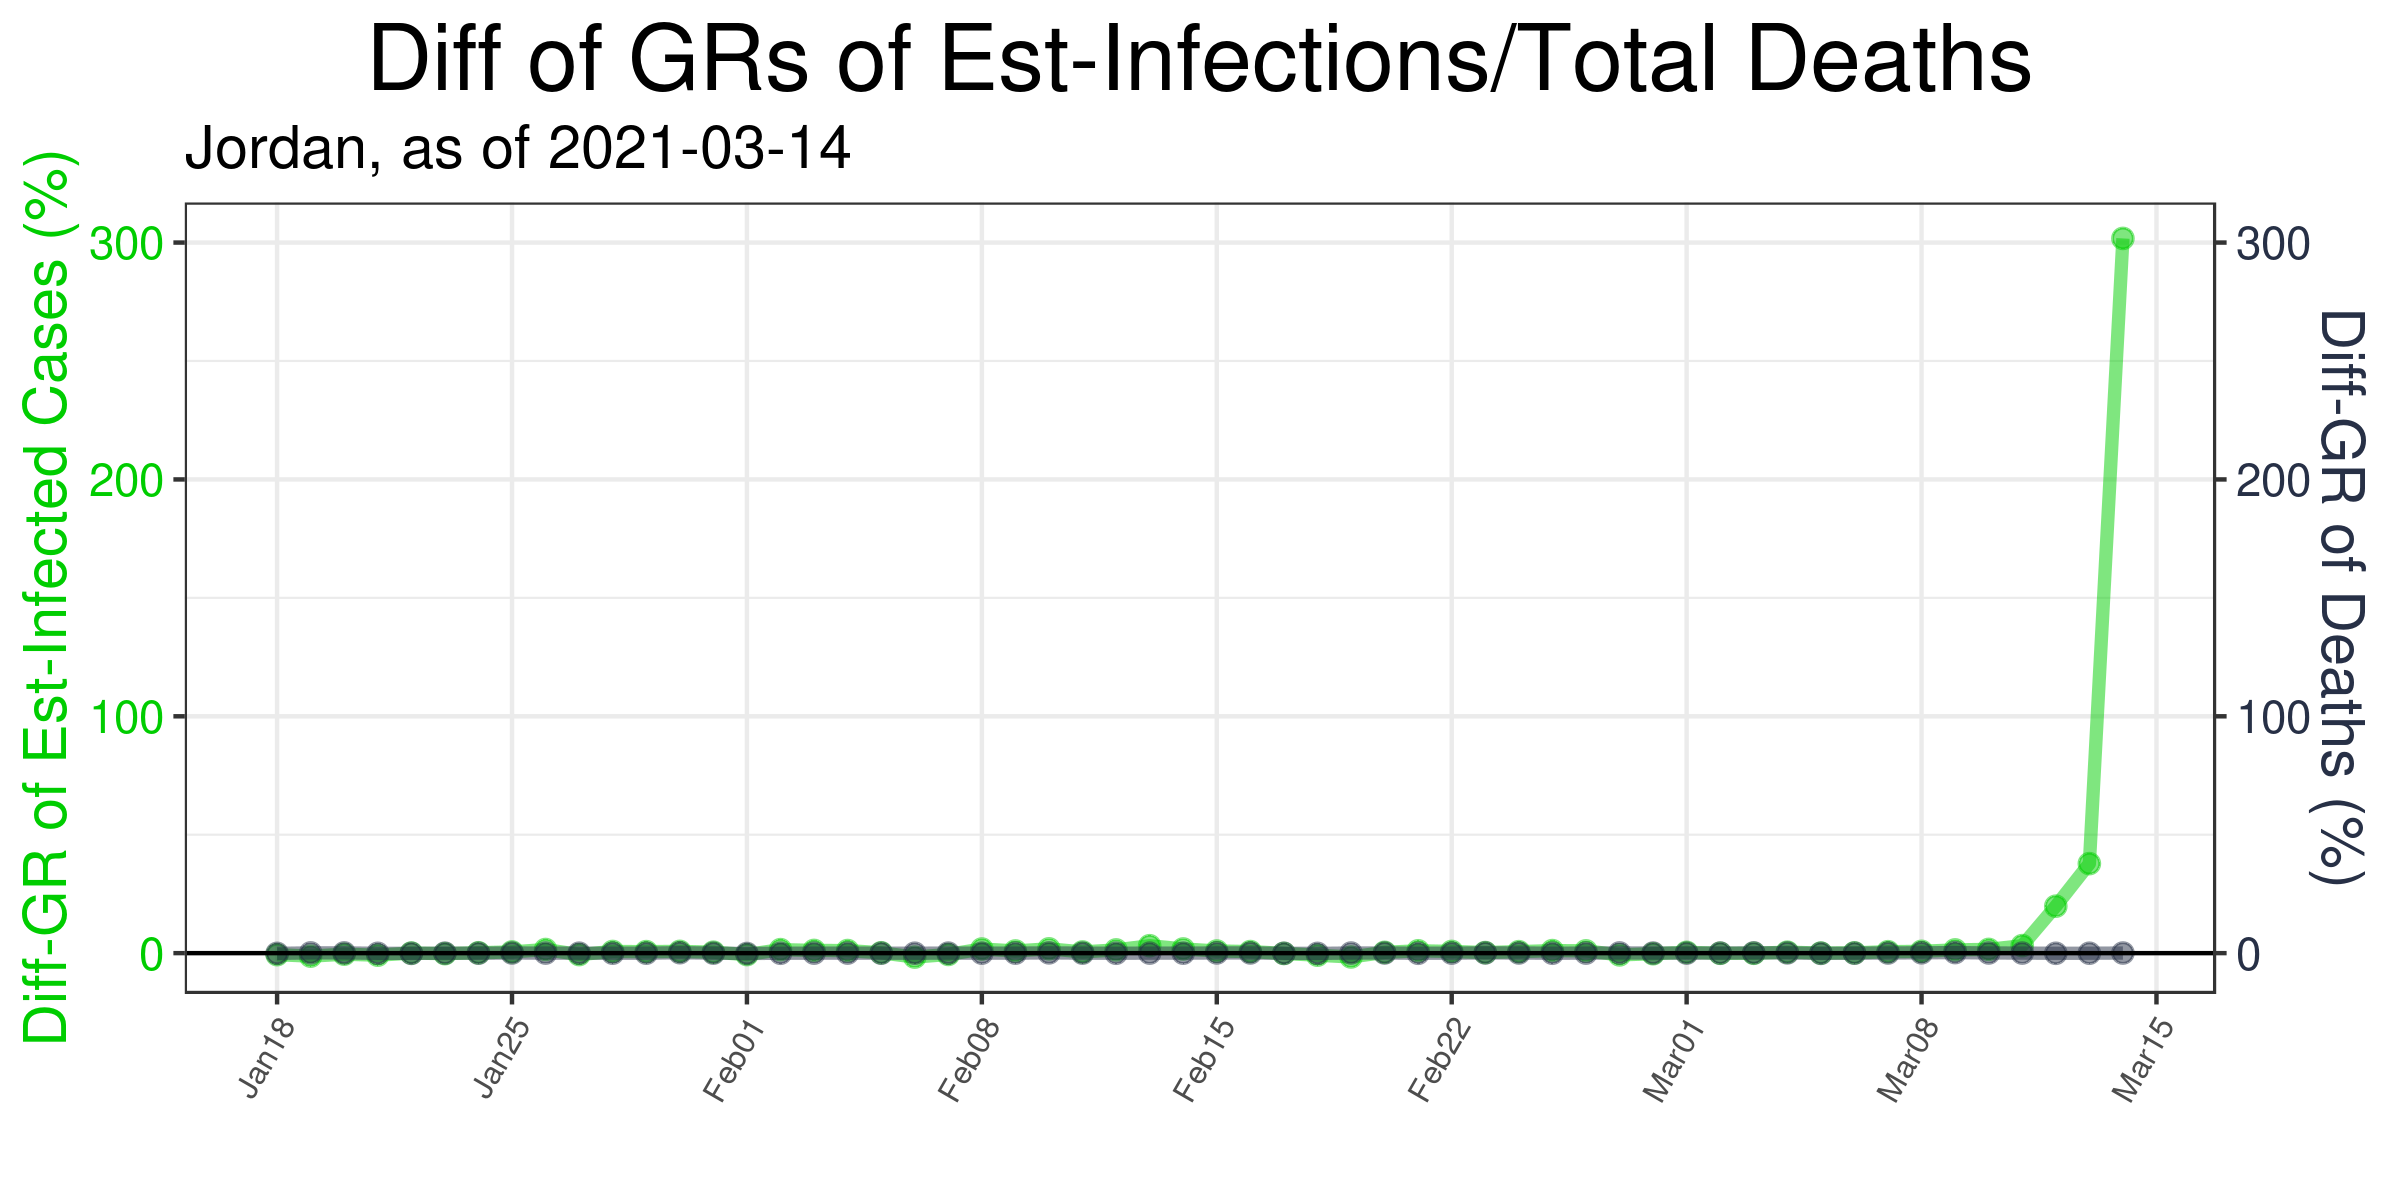 Diff of GRs of Est-Infections/Total Deaths
Jordan, as of 2021-03-14
Diff-GR of Est-Infected Cases (%)
300
200
100
0
300
200
100
0
Diff-GR of Deaths (%)
Jan18
Jan25
Feb01
Feb08
Feb15
Feb22
Mar01
Mar08
Mar15